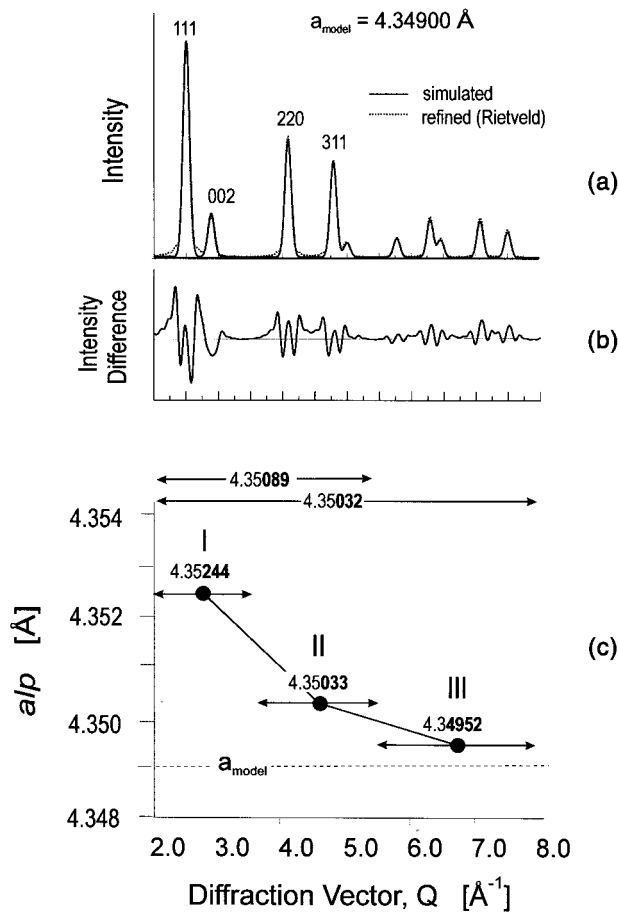 111
a_model = 4.34900 Å
simulated
refined (Rietveld)
220
311
002
Intensity
(a)
Intensity
Difference
(b)
4.35089
4.35032
4.354
I
4.35244
4.352
II
4.35033
III
4.34952
4.350
a_model
4.348
alp [Å]
(c)
2.0 3.0 4.0 5.0 6.0 7.0 8.0
Diffraction Vector, Q [Å⁻¹]